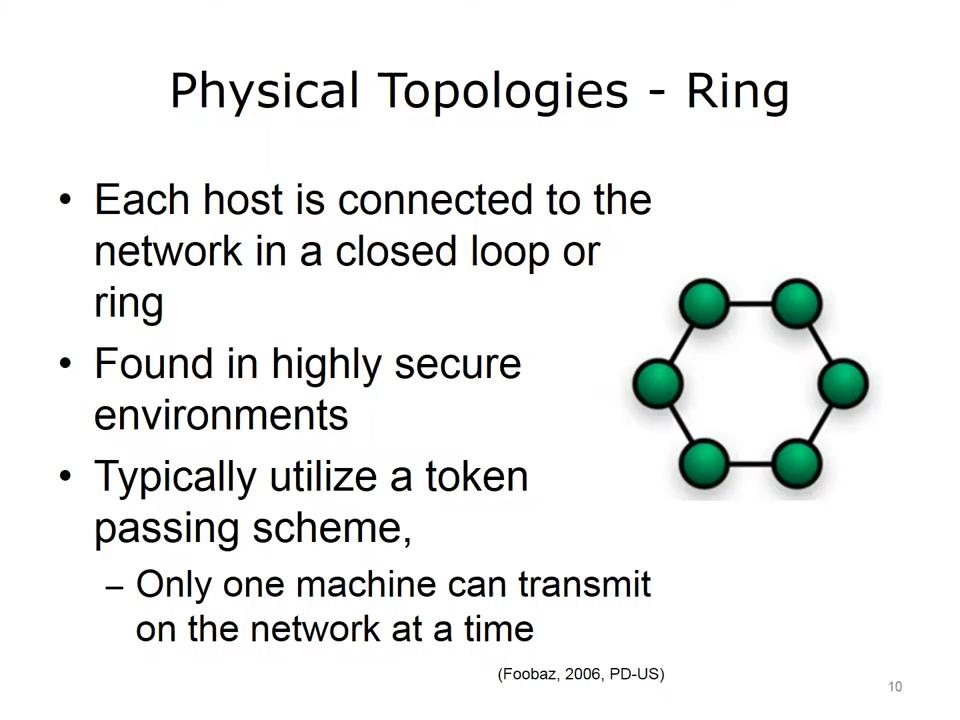 Physical Topologies - Ring
• Each host is connected to the
network in a closed loop or
ring
• Found in highly secure
environments
• Typically utilize a token
passing scheme,
– Only one machine can transmit
on the network at a time
(Foobaz, 2006, PD-US)
10